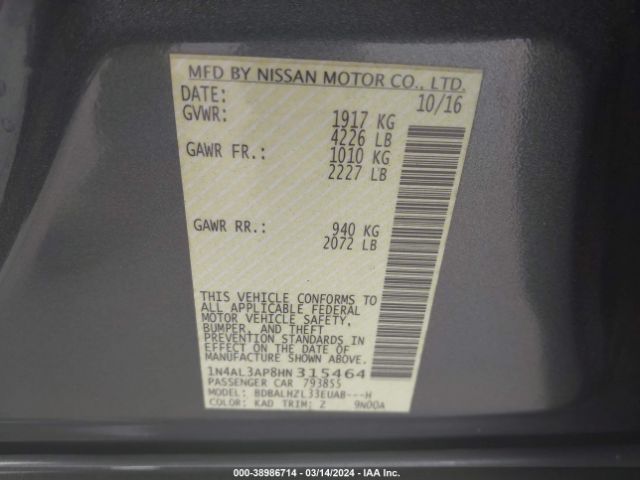 MFD BY NISSAN MOTOR CO., LTD.
DATE: 10/16
GVWR: 1917 KG
4226 LB
GAWR FR.: 1010 KG
2227 LB
GAWR RR.: 940 KG
2072 LB
THIS VEHICLE CONFORMS TO
ALL APPLICABLE FEDERAL
MOTOR VEHICLE SAFETY,
BUMPER, AND THEFT
PREVENTION STANDARDS IN
EFFECT ON THE DATE OF
MANUFACTURE SHOWN ABOVE.
1N4AL3AP8HN315464
PASSENGER CAR 793855
MODEL: BDBALHZL33EUAB---H
COLOR: KAD TRIM: Z 9N00A
000-38986714 — 03/14/2024 — IAA Inc.